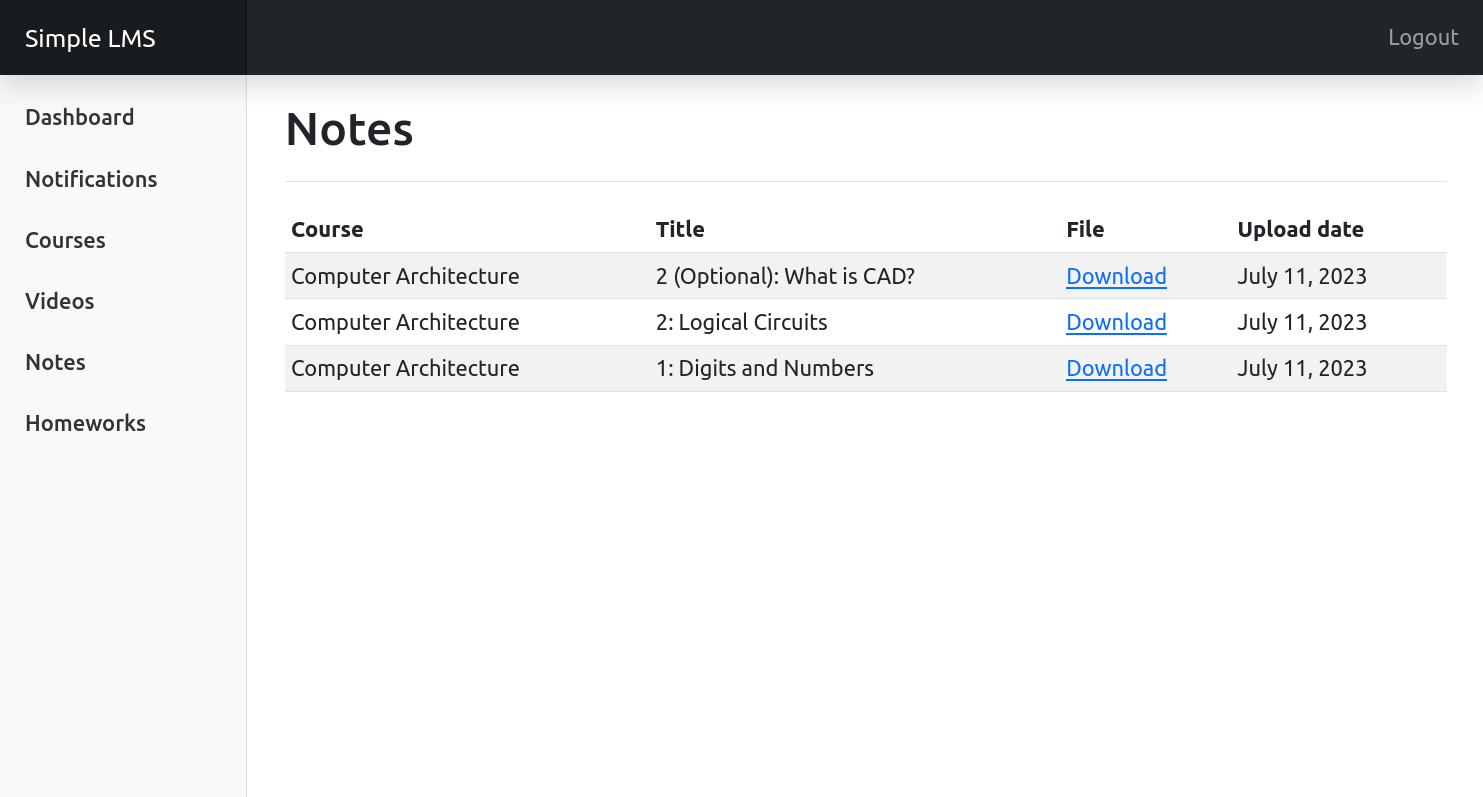 Simple LMS
Logout
Dashboard
Notifications
Courses
Videos
Notes
Homeworks
Notes
Course Title File Upload date
Computer Architecture 2 (Optional): What is CAD? Download July 11, 2023
Computer Architecture 2: Logical Circuits Download July 11, 2023
Computer Architecture 1: Digits and Numbers Download July 11, 2023